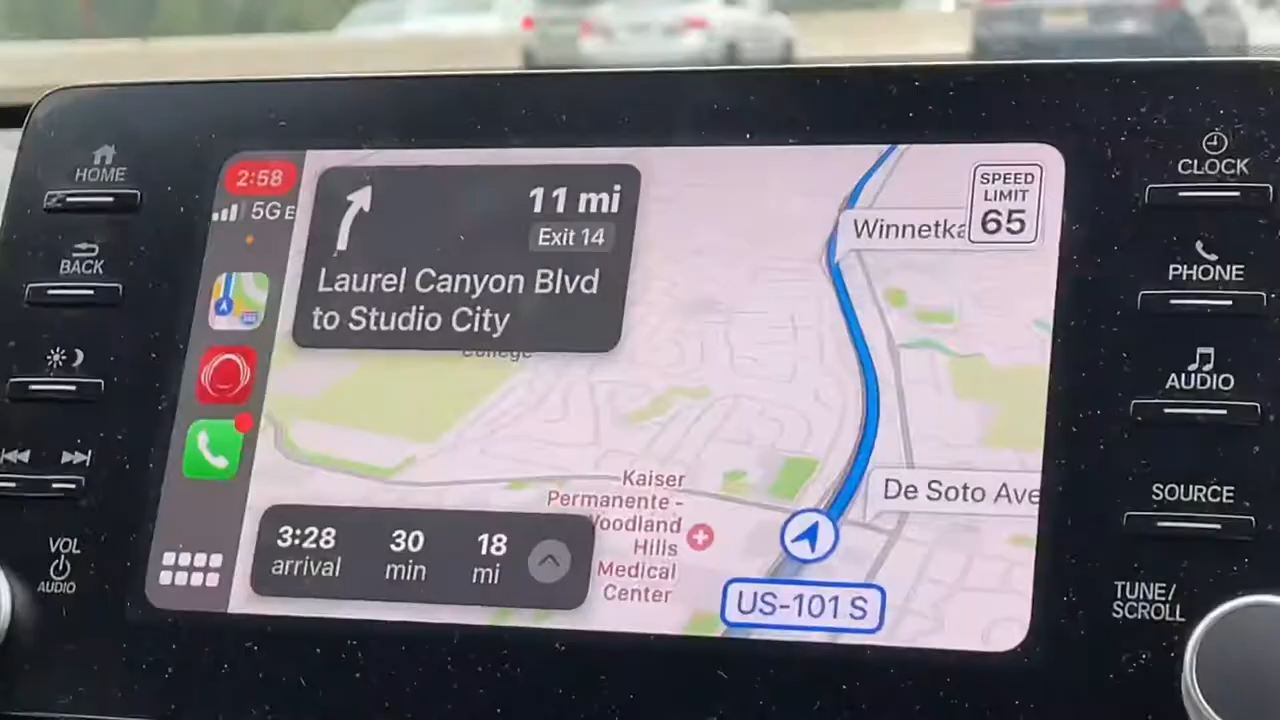 HOME
BACK
VOL
AUDIO
2:58
5G E
11 mi
Exit 14
Laurel Canyon Blvd
to Studio City
College
SPEED
LIMIT
65
Winnetka
De Soto Ave
Kaiser
Permanente -
Woodland
Hills
Medical
Center
US-101 S
3:28
arrival
30
min
18
mi
CLOCK
PHONE
AUDIO
SOURCE
TUNE/
SCROLL